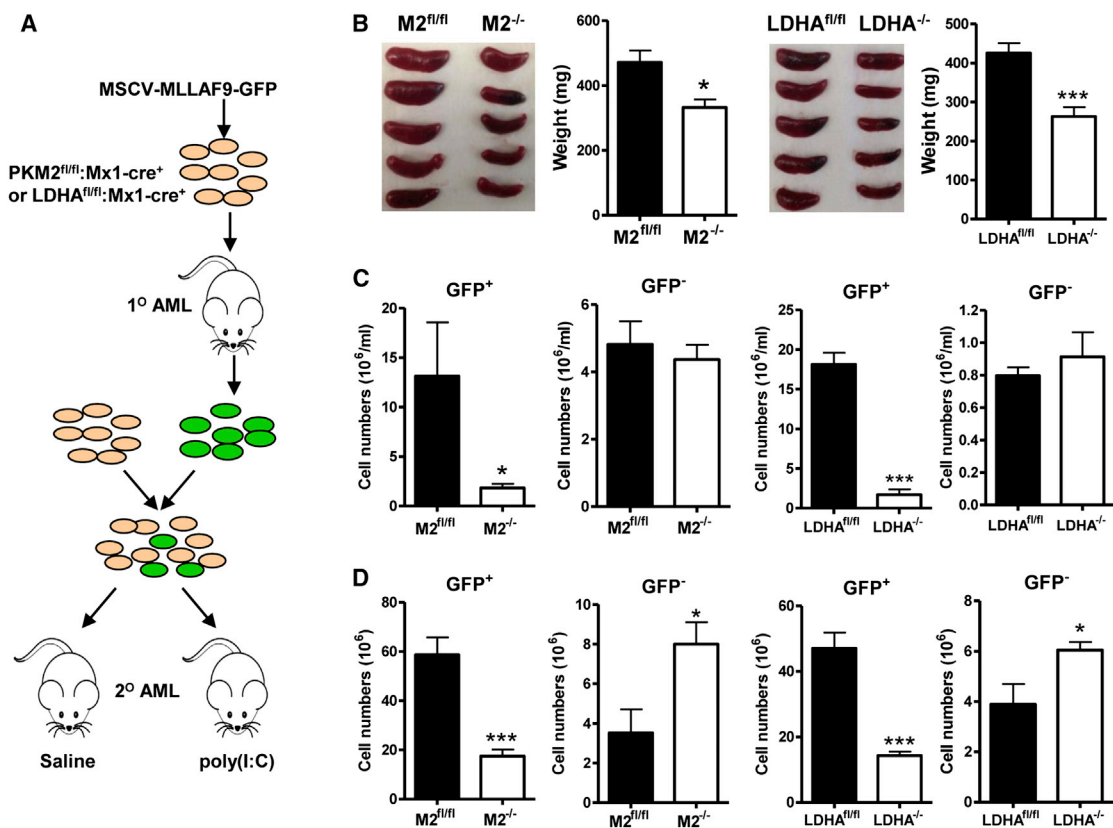 A
MSCV-MLLAF9-GFP
PKM2fl/fl:Mx1-cre+
or LDHAfl/fl:Mx1-cre+
1O AML
2O AML
Saline
poly(I:C)
B
M2fl/fl M2-/-
Weight (mg)
600
400
200
0
*
M2fl/fl M2-/-
LDHAfl/fl LDHA-/-
Weight (mg)
500
400
300
200
100
0
***
LDHAfl/fl LDHA-/-
C
GFP+
Cell numbers (106/ml)
20
15
10
5
0
*
M2fl/fl M2-/-
GFP-
Cell numbers (106/ml)
6
4
2
0
M2fl/fl M2-/-
GFP+
Cell numbers (106/ml)
25
20
15
10
5
0
***
LDHAfl/fl LDHA-/-
GFP-
Cell numbers (106/ml)
1.2
1.0
0.8
0.6
0.4
0.2
0.0
LDHAfl/fl LDHA-/-
D
GFP+
Cell numbers (106)
80
60
40
20
0
***
M2fl/fl M2-/-
GFP-
Cell numbers (106)
10
8
6
4
2
0
*
M2fl/fl M2-/-
GFP+
Cell numbers (106)
60
40
20
0
***
LDHAfl/fl LDHA-/-
GFP-
Cell numbers (106)
8
6
4
2
0
*
LDHAfl/fl LDHA-/-